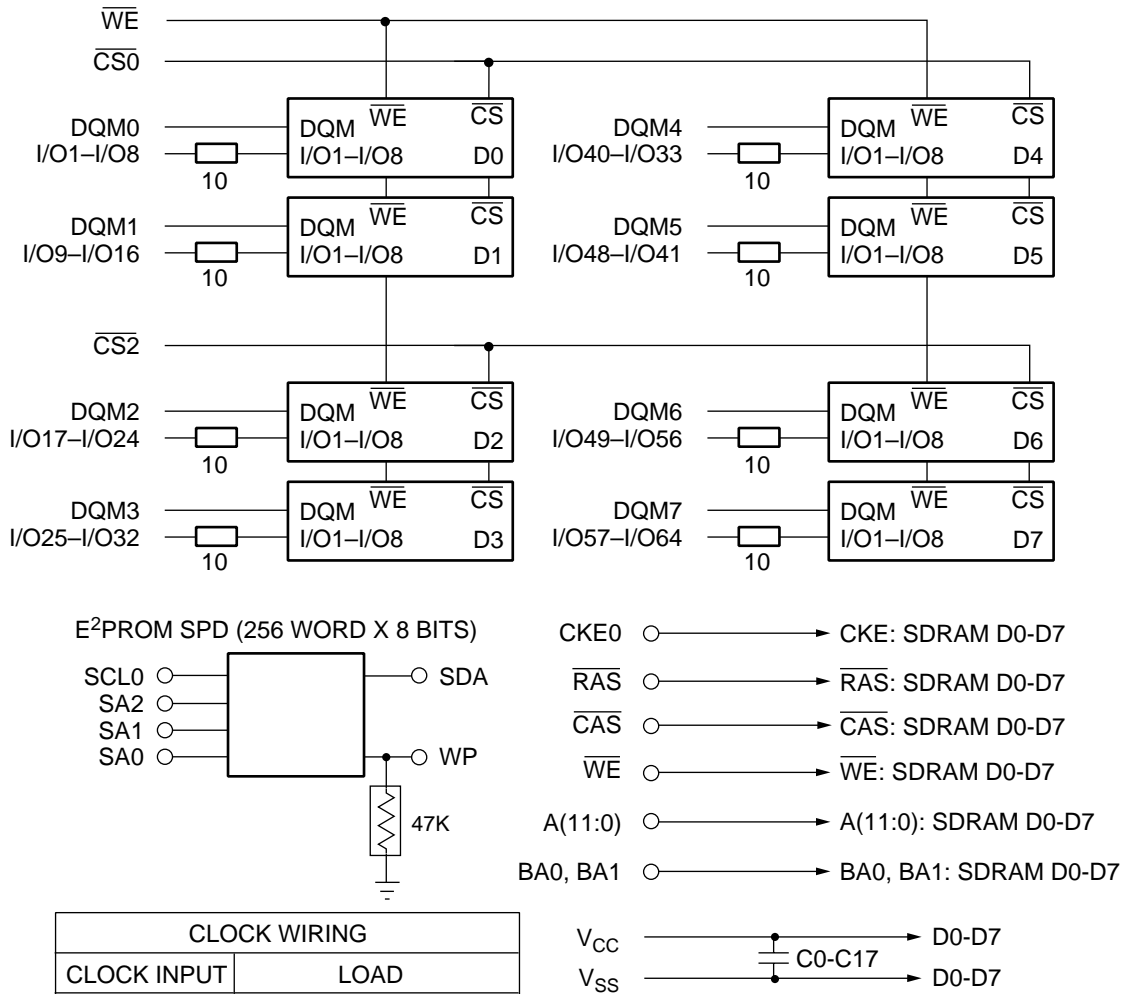 WE
CS0
DQM0 DQM WE CS DQM4 DQM WE CS
I/O1–I/O8 I/O1–I/O8 D0 I/O40–I/O33 I/O1–I/O8 D4
10 10
DQM1 DQM WE CS DQM5 DQM WE CS
I/O9–I/O16 I/O1–I/O8 D1 I/O48–I/O41 I/O1–I/O8 D5
10 10
CS2
DQM2 DQM WE CS DQM6 DQM WE CS
I/O17–I/O24 I/O1–I/O8 D2 I/O49–I/O56 I/O1–I/O8 D6
10 10
DQM3 DQM WE CS DQM7 DQM WE CS
I/O25–I/O32 I/O1–I/O8 D3 I/O57–I/O64 I/O1–I/O8 D7
10 10
E²PROM SPD (256 WORD X 8 BITS)
SCL0 SDA
SA2
SA1
SA0 WP
47K
CKE0 CKE: SDRAM D0-D7
RAS RAS: SDRAM D0-D7
CAS CAS: SDRAM D0-D7
WE WE: SDRAM D0-D7
A(11:0) A(11:0): SDRAM D0-D7
BA0, BA1 BA0, BA1: SDRAM D0-D7
CLOCK WIRING
CLOCK INPUT LOAD
VCC D0-D7
C0-C17
VSS D0-D7